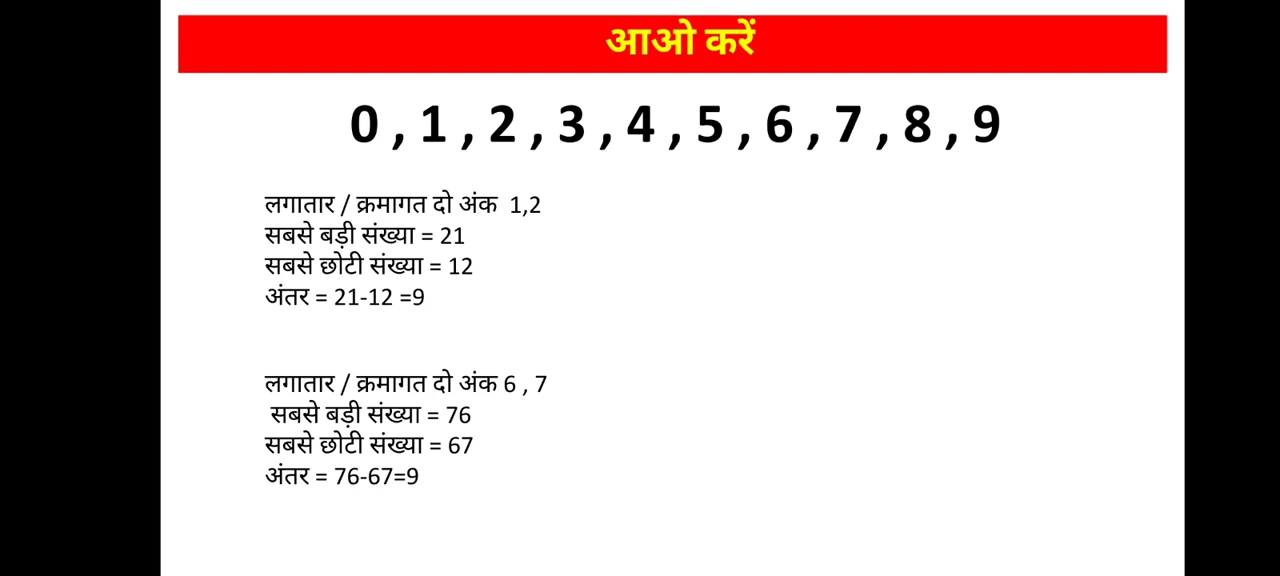 आओ करें
0 , 1 , 2 , 3 , 4 , 5 , 6 , 7 , 8 , 9
लगातार / क्रमागत दो अंक 1,2
सबसे बड़ी संख्या = 21
सबसे छोटी संख्या = 12
अंतर = 21-12 =9
लगातार / क्रमागत दो अंक 6 , 7
सबसे बड़ी संख्या = 76
सबसे छोटी संख्या = 67
अंतर = 76-67=9